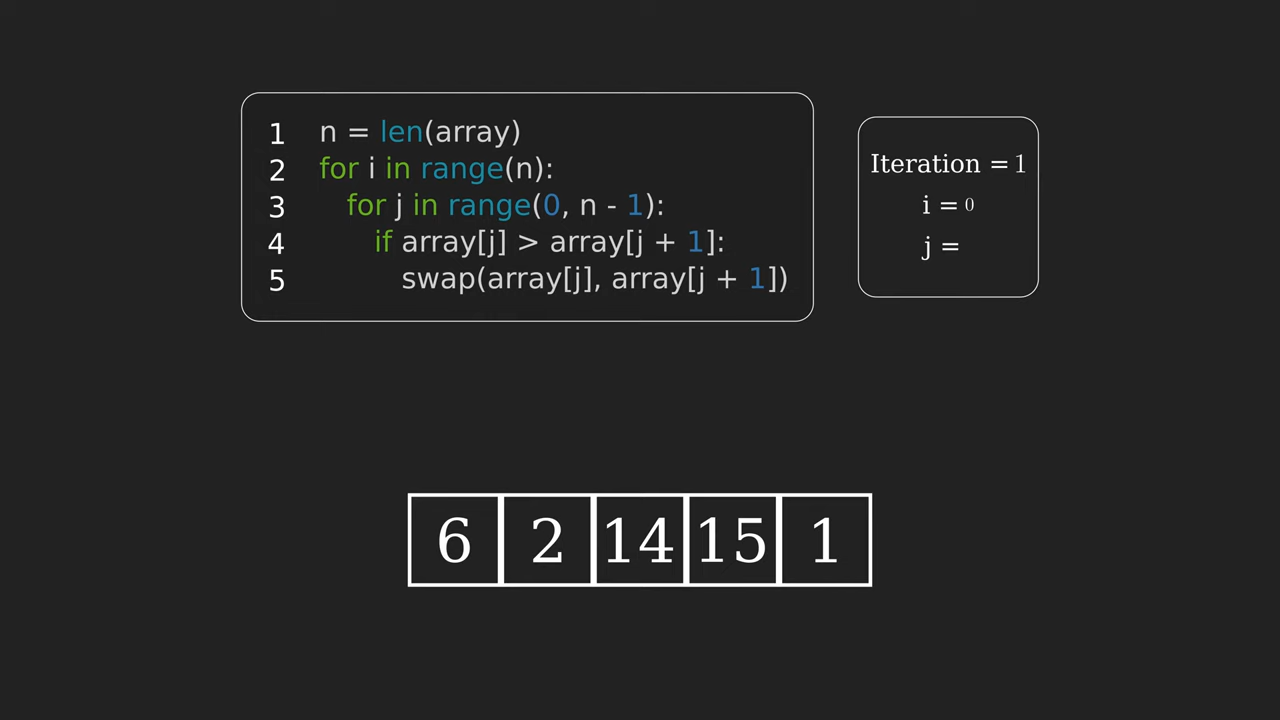 1 n = len(array)
2 for i in range(n):
3 for j in range(0, n - 1):
4 if array[j] > array[j + 1]:
5 swap(array[j], array[j + 1])
Iteration = 1
i = 0
j =
6 2 14 15 1